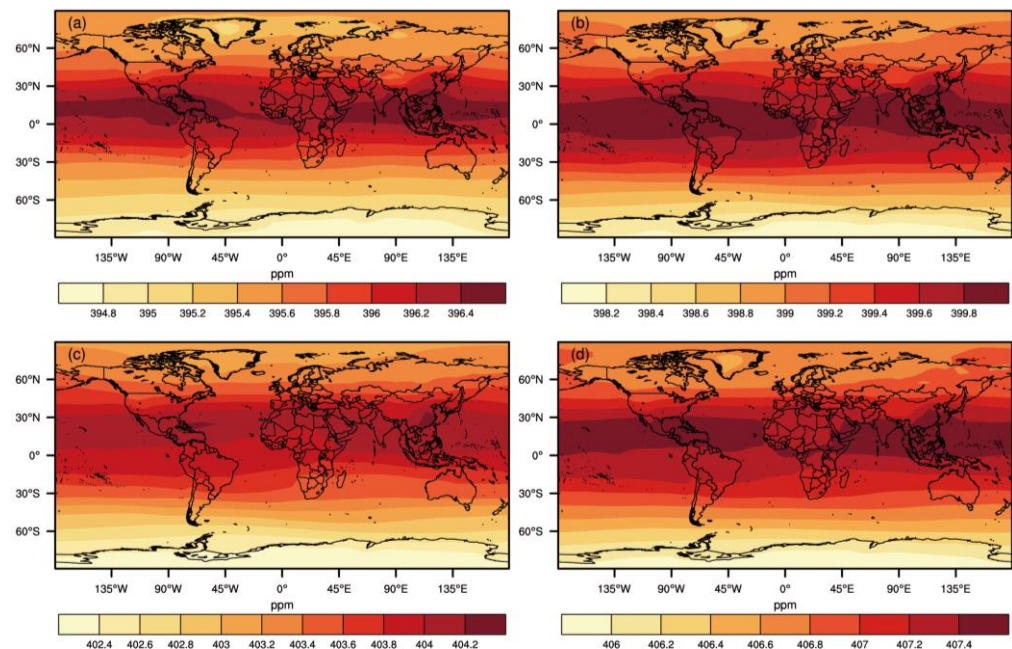 (a) (b)
60°N 60°N
30°N 30°N
0° 0°
30°S 30°S
60°S 60°S
135°W 90°W 45°W 0° 45°E 90°E 135°E 135°W 90°W 45°W 0° 45°E 90°E 135°E
ppm ppm
394.8 395 395.2 395.4 395.6 395.8 396 396.2 396.4 398.2 398.4 398.6 398.8 399 399.2 399.4 399.6 399.8
(c) (d)
60°N 60°N
30°N 30°N
0° 0°
30°S 30°S
60°S 60°S
135°W 90°W 45°W 0° 45°E 90°E 135°E 135°W 90°W 45°W 0° 45°E 90°E 135°E
ppm ppm
402.4 402.6 402.8 403 403.2 403.4 403.6 403.8 404 404.2 406 406.2 406.4 406.6 406.8 407 407.2 407.4